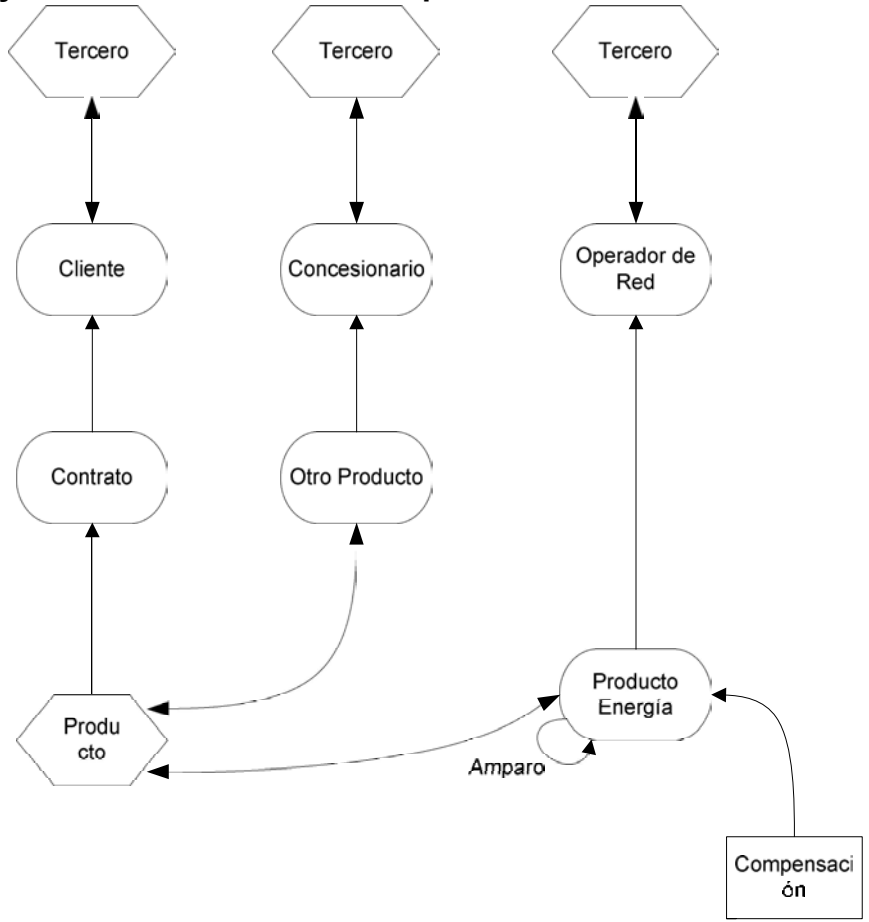 Tercero
Tercero
Tercero
Cliente
Concesionario
Operador de
Red
Contrato
Otro Producto
Produ
cto
Producto
Energía
Amparo
Compensaci
ón